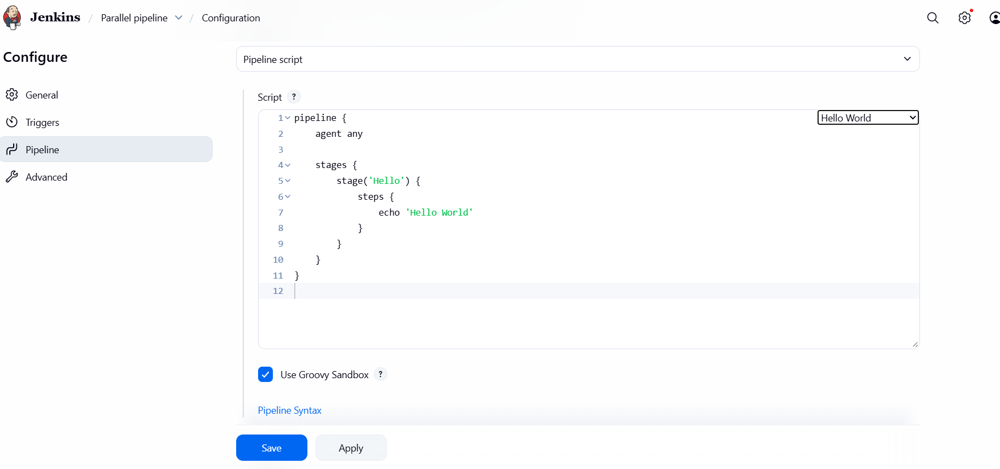 Jenkins / Parallel pipeline / Configuration
Configure
General
Triggers
Pipeline
Advanced
Pipeline script
Script ?
Hello World
1 pipeline {
2     agent any
3
4     stages {
5         stage('Hello') {
6             steps {
7                 echo 'Hello World'
8             }
9         }
10     }
11 }
12
Use Groovy Sandbox ?
Pipeline Syntax
Save Apply